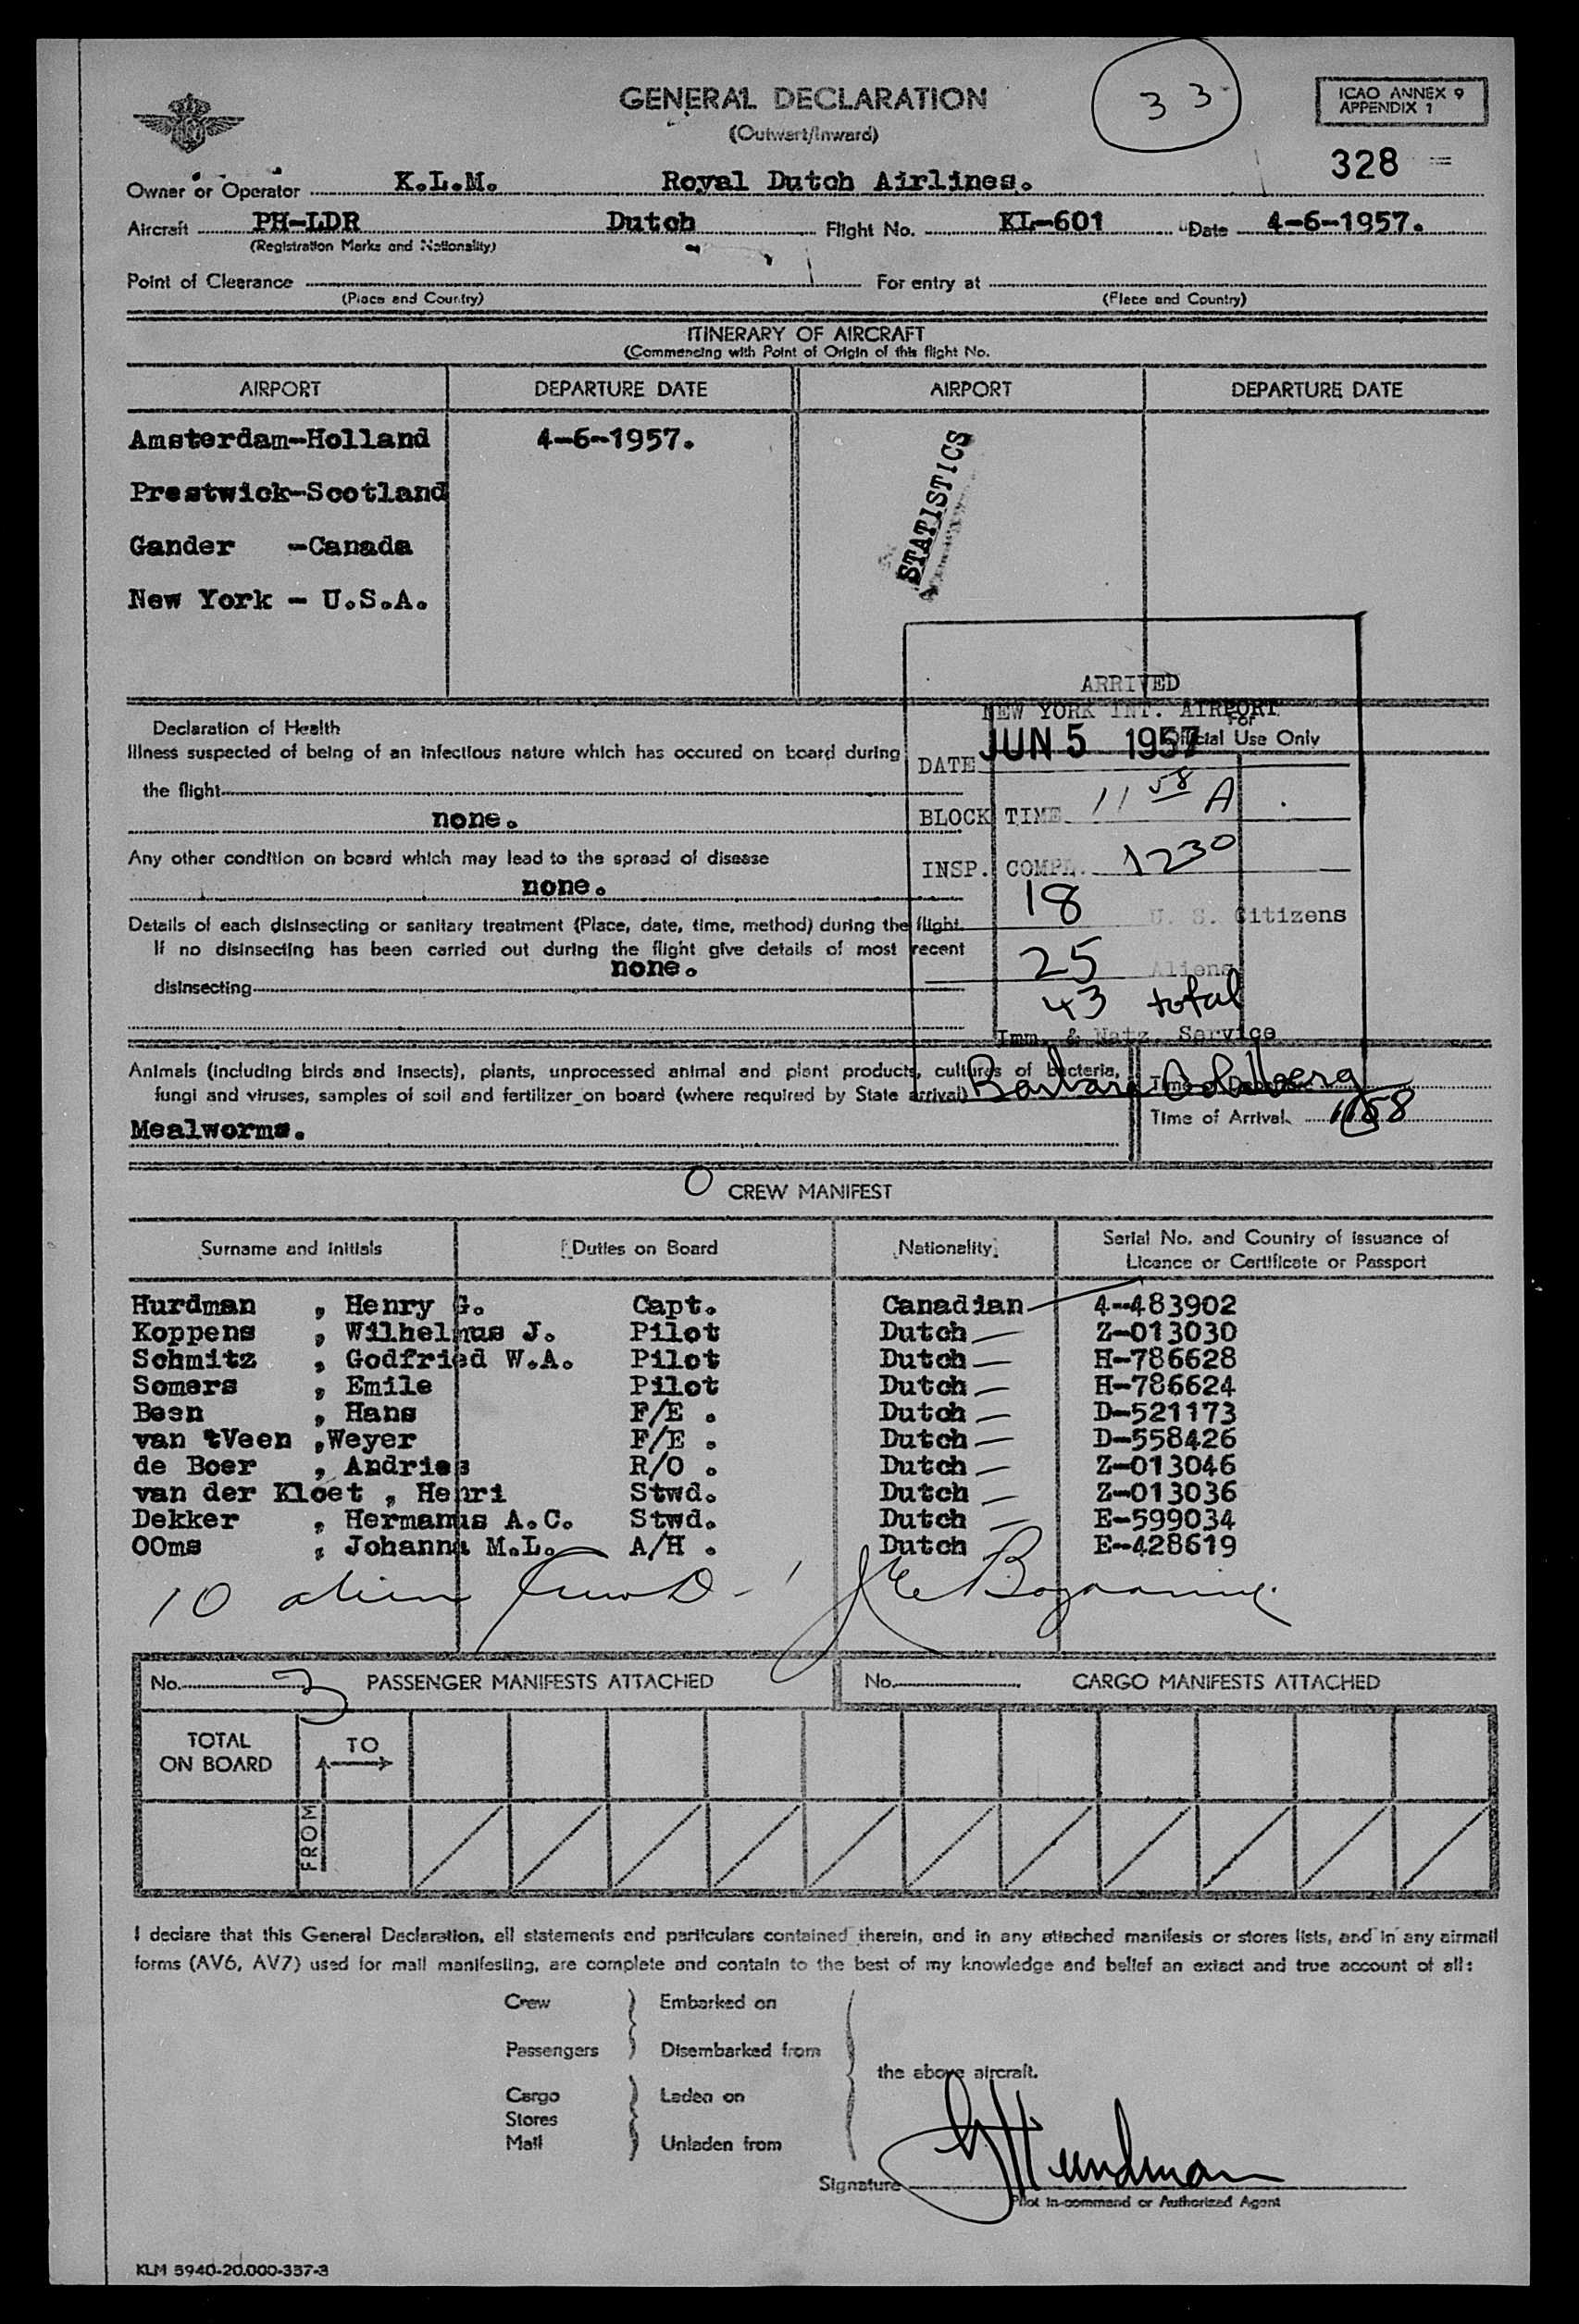 33
GENERAL DECLARATION
(Outwart/Inward)
ICAO ANNEX 9
APPENDIX 1
328
Owner or Operator K.L.M. Royal Dutch Airlines.
Aircraft PH-LDR Dutch Flight No. KL-601 Date 4-6-1957.
(Registration Marks and Nationality)
Point of Clearance For entry at
(Place and Country) (Place and Country)
ITINERARY OF AIRCRAFT
(Commencing with Point of Origin of this flight No.
AIRPORT DEPARTURE DATE AIRPORT DEPARTURE DATE
Amsterdam-Holland 4-6-1957.
Prestwick-Scotland
Gander -Canada
New York - U.S.A.
STATISTICS
ARRIVED
NEW YORK INT. AIRPORT
For
Official Use Only
DATE JUN 5 1957
BLOCK TIME 11 58 A
INSP. COMPL. 1230
18 U. S. Citizens
25 Aliens
43 total
Imm. & Natz. Service
Declaration of Health
Illness suspected of being of an infectious nature which has occured on board during
the flight
none.
Any other condition on board which may lead to the spread of disease
none.
Details of each disinsecting or sanitary treatment (Place, date, time, method) during the flight.
If no disinsecting has been carried out during the flight give details of most recent
none.
disinsecting
Animals (including birds and insects), plants, unprocessed animal and plant products, cultures of bacteria,
fungi and viruses, samples of soil and fertilizer on board (where required by State arrival)
Barbara
Mealworms.
Time of Arrival 1158
O CREW MANIFEST
Surname and Initials Duties on Board Nationality Serial No. and Country of issuance of
Licence or Certificate or Passport
Hurdman , Henry G. Capt. Canadian 4-483902
Koppens , Wilhelmus J. Pilot Dutch Z-013030
Schmitz , Godfried W.A. Pilot Dutch H-786628
Somers , Emile Pilot Dutch H-786624
Been , Hans F/E . Dutch D-521173
van tVeen ,Weyer F/E . Dutch D-558426
de Boer , Andries R/O . Dutch Z-013046
van der Kloet , Henri Stwd. Dutch Z-013036
Dekker , Hermanus A.C. Stwd. Dutch E-599034
OOms , Johanna M.L. A/H . Dutch E-428619
10 alien
No. 3 PASSENGER MANIFESTS ATTACHED No. CARGO MANIFESTS ATTACHED
TOTAL
ON BOARD
TO
FROM
I declare that this General Declaration, all statements and particulars contained therein, and in any attached manifests or stores lists, and in any airmail
forms (AV6, AV7) used for mail manifesting, are complete and contain to the best of my knowledge and belief an extact and true account of all:
Crew Embarked on
Passengers Disembarked from
the above aircraft.
Cargo Laden on
Stores
Mail Unladen from
Signature Hurdman
Pilot in-command or Authorized Agent
KLM 5940-20.000-357-3